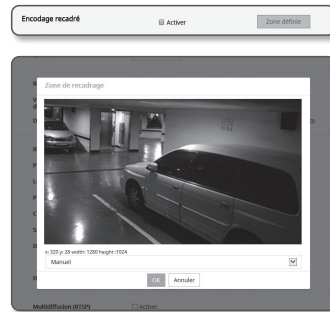 Encodage recadré
Activer
Zone définie
Zone de recadrage
x: 320 y: 28 width: 1280 height :1024
Manuel
OK
Annuler
Multidiffusion (RTSP)
Activer